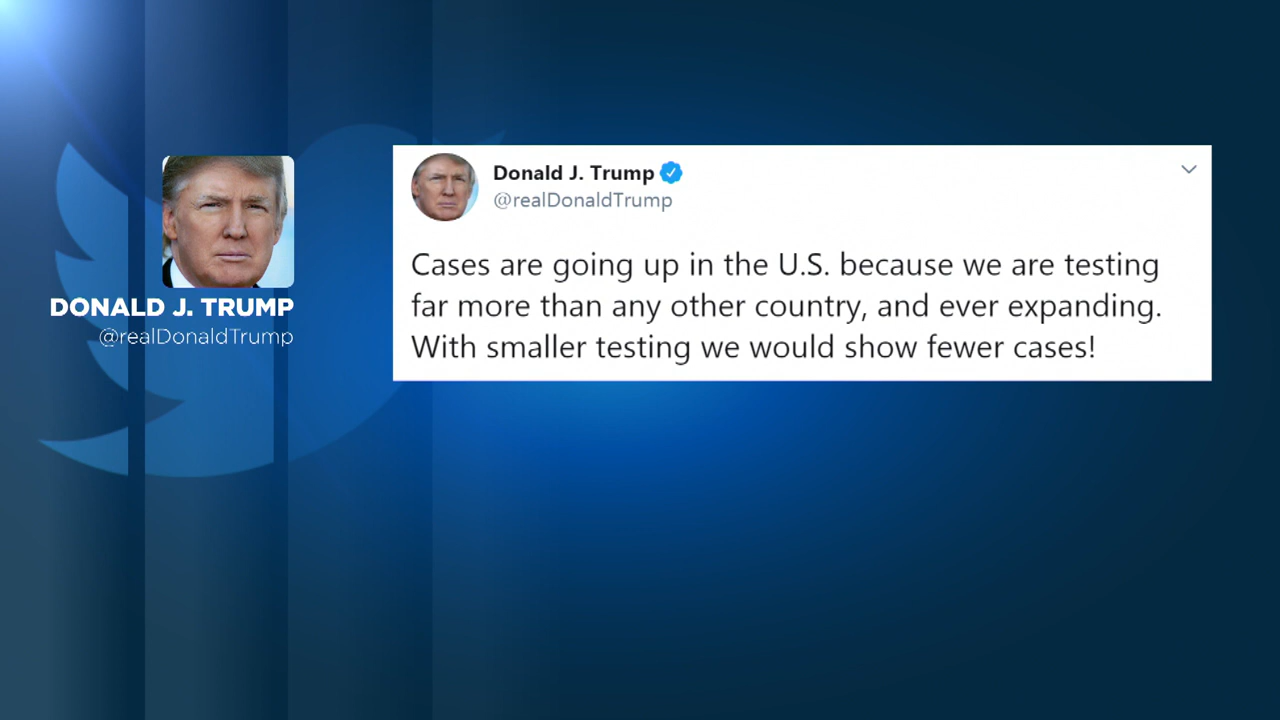 DONALD J. TRUMP
@realDonaldTrump
Donald J. Trump
@realDonaldTrump
Cases are going up in the U.S. because we are testing
far more than any other country, and ever expanding.
With smaller testing we would show fewer cases!